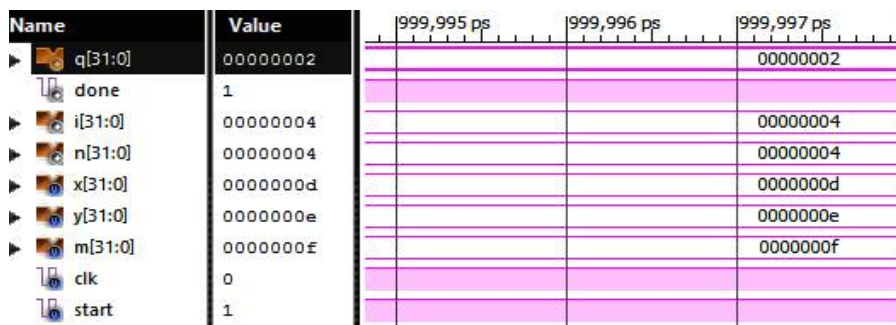 Name Value 999,995 ps 999,996 ps 999,997 ps
q[31:0] 00000002 00000002
done 1
i[31:0] 00000004 00000004
n[31:0] 00000004 00000004
x[31:0] 0000000d 0000000d
y[31:0] 0000000e 0000000e
m[31:0] 0000000f 0000000f
clk 0
start 1